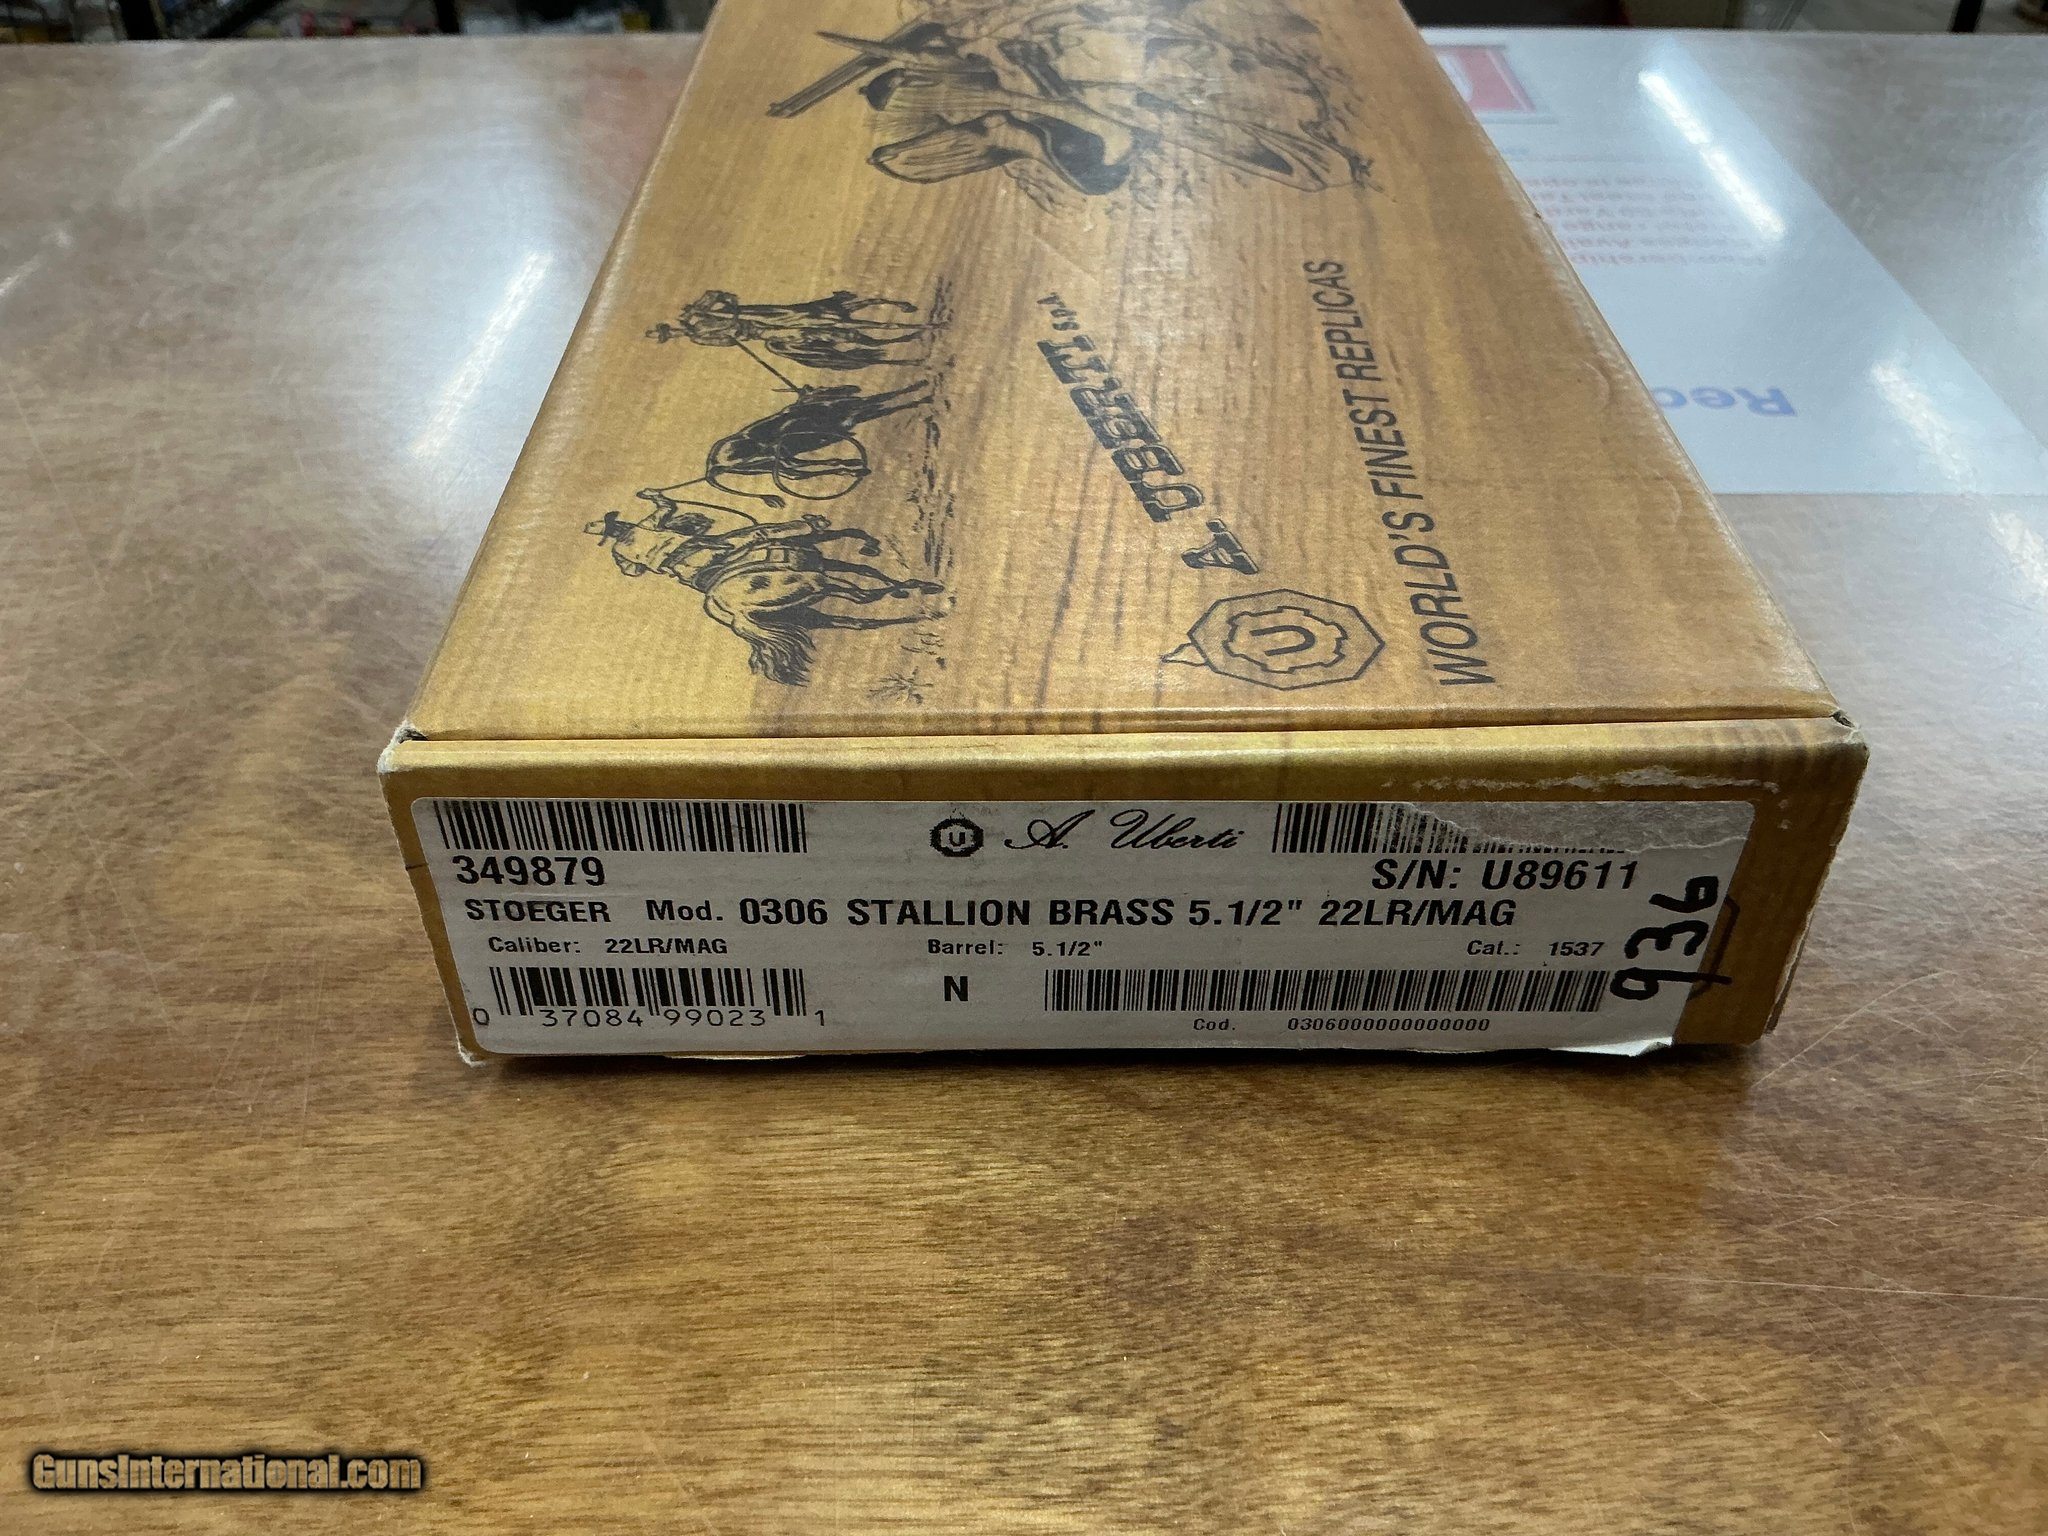 A. UBERTI S.p.A.
U
WORLD'S FINEST REPLICAS
U A. Uberti
349879
S/N: U89611
STOEGER Mod. 0306 STALLION BRASS 5.1/2" 22LR/MAG
Caliber: 22LR/MAG Barrel: 5.1/2" Cat.: 1537
936
N
0 37084 99023 1
Cod. 0306000000000000
GunsInternational.com